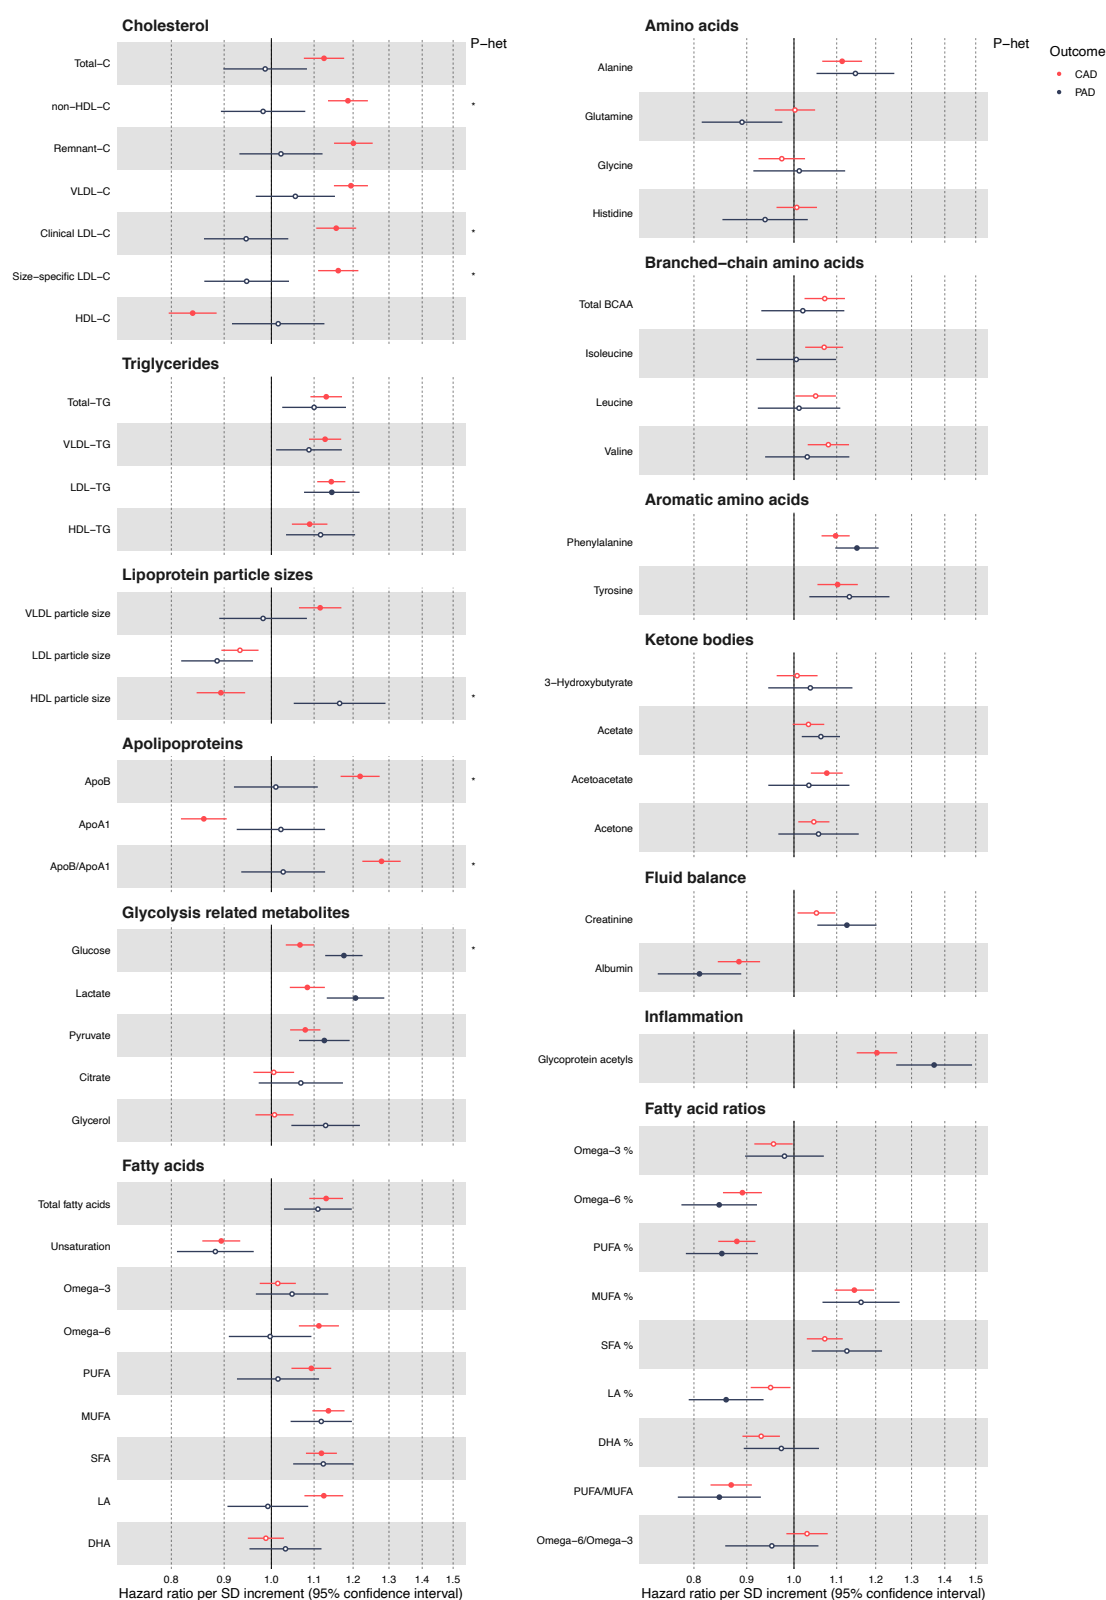 Cholesterol
P−het
Total−C
non−HDL−C
*
Remnant−C
VLDL−C
Clinical LDL−C
*
Size−specific LDL−C
*
HDL−C
Triglycerides
Total−TG
VLDL−TG
LDL−TG
HDL−TG
Lipoprotein particle sizes
VLDL particle size
LDL particle size
HDL particle size
*
Apolipoproteins
ApoB
*
ApoA1
ApoB/ApoA1
*
Glycolysis related metabolites
Glucose
*
Lactate
Pyruvate
Citrate
Glycerol
Fatty acids
Total fatty acids
Unsaturation
Omega−3
Omega−6
PUFA
MUFA
SFA
LA
DHA
0.8 0.9 1.0 1.1 1.2 1.3 1.4 1.5
Hazard ratio per SD increment (95% confidence interval)
Amino acids
P−het
Alanine
Glutamine
Glycine
Histidine
Branched−chain amino acids
Total BCAA
Isoleucine
Leucine
Valine
Aromatic amino acids
Phenylalanine
Tyrosine
Ketone bodies
3−Hydroxybutyrate
Acetate
Acetoacetate
Acetone
Fluid balance
Creatinine
Albumin
Inflammation
Glycoprotein acetyls
Fatty acid ratios
Omega−3 %
Omega−6 %
PUFA %
MUFA %
SFA %
LA %
DHA %
PUFA/MUFA
Omega−6/Omega−3
0.8 0.9 1.0 1.1 1.2 1.3 1.4 1.5
Hazard ratio per SD increment (95% confidence interval)
Outcome
CAD
PAD